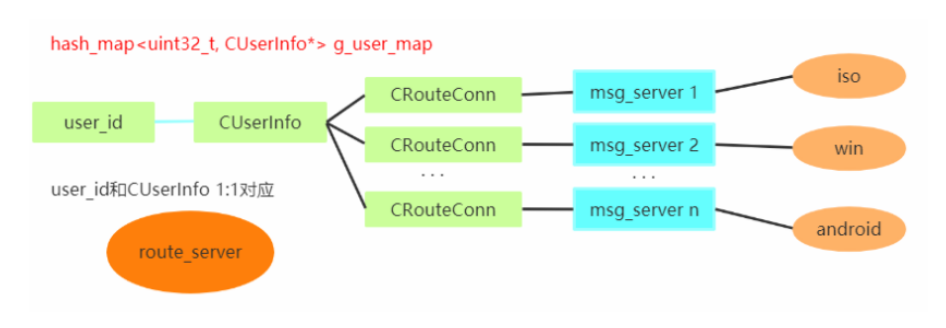 hash_map<uint32_t, CUserInfo*> g_user_map
user_id
CUserInfo
CRouteConn
msg_server 1
iso
CRouteConn
msg_server 2
win
...
...
CRouteConn
msg_server n
android
user_id和CUserInfo 1:1对应
route_server